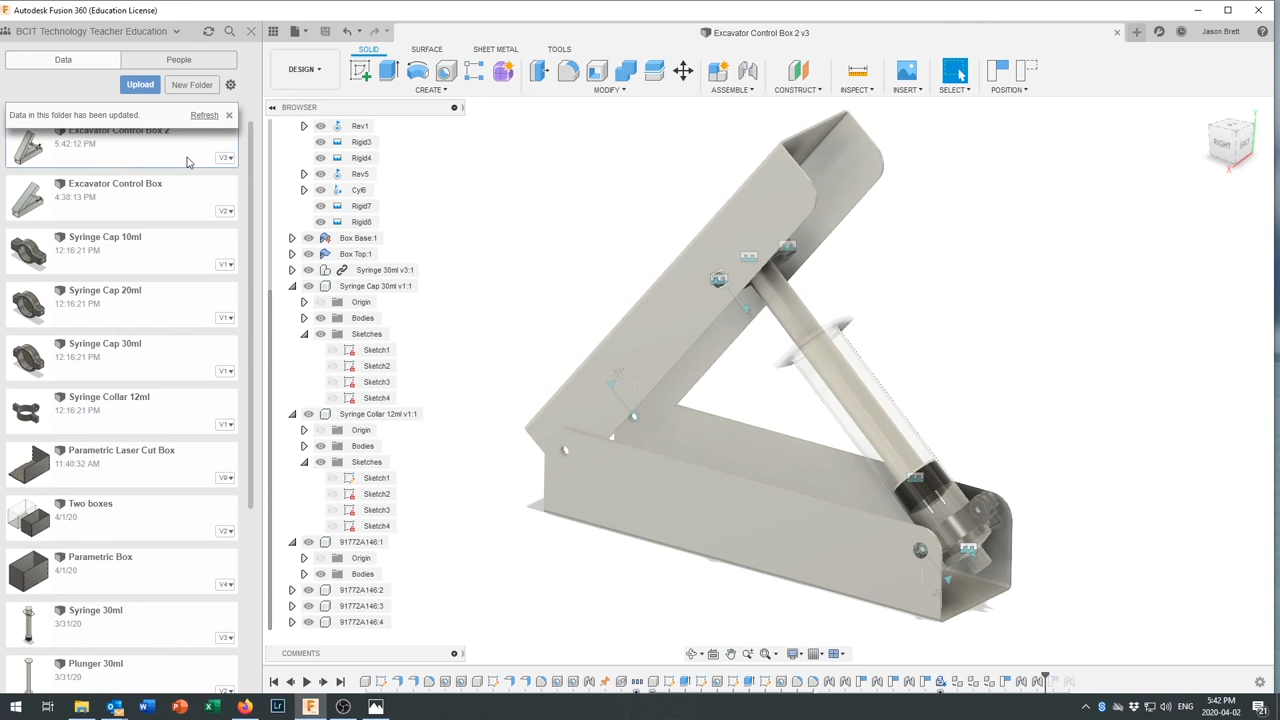 Autodesk Fusion 360 (Education License)
BCIT Technology Teacher Education
Excavator Control Box 2 v3
Jason Brett
Data
People
SOLID
SURFACE
SHEET METAL
TOOLS
DESIGN
Upload
New Folder
CREATE
MODIFY
ASSEMBLE
CONSTRUCT
INSPECT
INSERT
SELECT
POSITION
Data in this folder has been updated.
Refresh
Excavator Control Box 2
5:42:12 PM
V3
Excavator Control Box
4:38:13 PM
V2
Syringe Cap 10ml
12:16:21 PM
V1
Syringe Cap 20ml
12:16:21 PM
V1
Syringe Cap 30ml
12:16:21 PM
V1
Syringe Collar 12ml
12:16:21 PM
V1
Parametric Laser Cut Box
11:40:32 AM
V9
Two boxes
4/1/20
V2
Parametric Box
4/1/20
V4
Syringe 30ml
3/31/20
V3
Plunger 30ml
3/31/20
V2
BROWSER
Rev1
Rigid3
Rigid4
Rev5
Cyl6
Rigid7
Rigid8
Box Base:1
Box Top:1
Syringe 30ml v3:1
Syringe Cap 30ml v1:1
Origin
Bodies
Sketches
Sketch1
Sketch2
Sketch3
Sketch4
Syringe Collar 12ml v1:1
Origin
Bodies
Sketches
Sketch1
Sketch2
Sketch3
Sketch4
91772A146:1
Origin
Bodies
91772A146:2
91772A146:3
91772A146:4
COMMENTS
RIGHT
BACK
Y
X
ENG
5:42 PM
2020-04-02
21